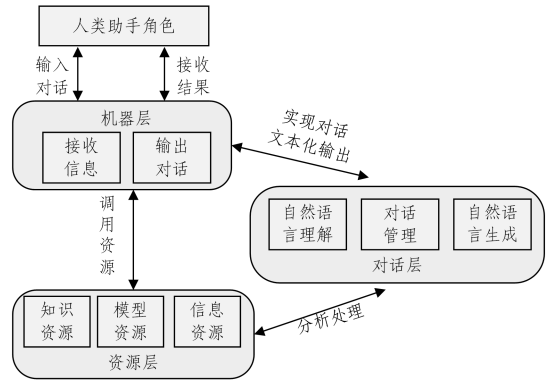 人类助手角色
输入
对话
接收
结果
机器层
接收
信息
输出
对话
实现对话
文本化输出
调
用
资
源
自然语
言理解
对话
管理
自然语
言生成
对话层
知识
资源
模型
资源
信息
资源
资源层
分析处理